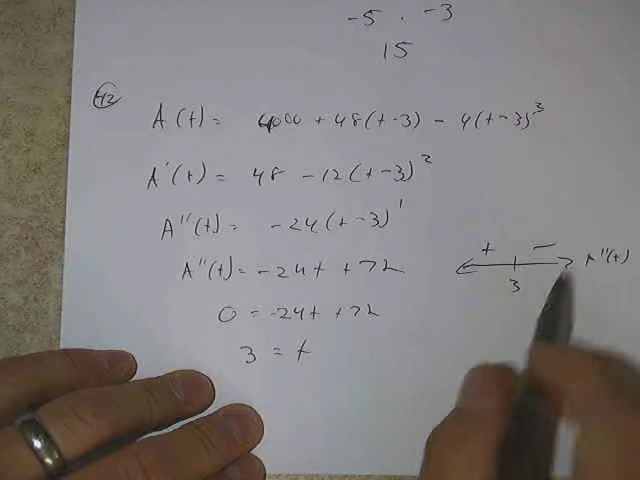 -5 · -3
15
42
A(t) = 4000 + 48(t-3) - 4(t-3)³
A'(t) = 48 - 12(t-3)²
A''(t) = -24(t-3)¹
A''(t) = -24t + 72
+ - A''(t)
3
0 = -24t + 72
3 = t